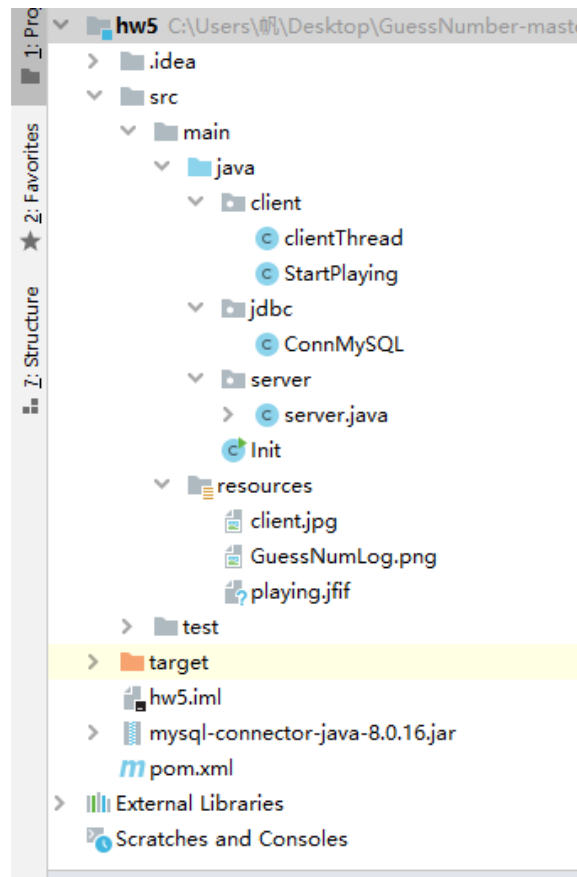 1: Pro
2: Favorites
7: Structure
hw5 C:\Users\帆\Desktop\GuessNumber-maste
.idea
src
main
java
client
clientThread
StartPlaying
jdbc
ConnMySQL
server
server.java
Init
resources
client.jpg
GuessNumLog.png
playing.jfif
test
target
hw5.iml
mysql-connector-java-8.0.16.jar
pom.xml
External Libraries
Scratches and Consoles